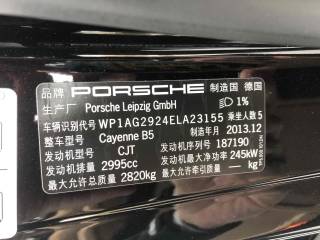 品牌 PORSCHE 制造国 德国
生产厂 Porsche Leipzig GmbH 1%
车辆识别代号 WP1AG2924ELA23155 乘坐人数 5
整车型号 Cayenne B5 制造年月 2013.12
发动机型号 CJT 发动机序列号 187190
发动机排量 2995cc 发动机最大净功率 245kW
最大允许总质量 2820kg 最大允许牵引质量 — kg